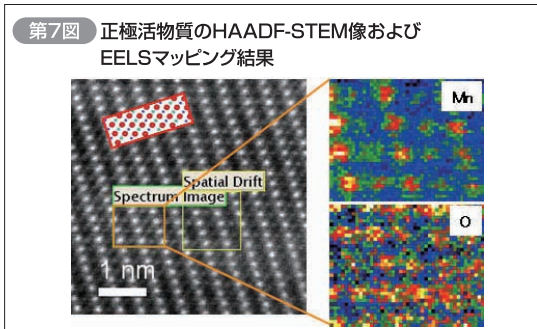 第7図 正極活物質のHAADF-STEM像および
EELSマッピング結果
Mn
Spatial Drift
Spectrum Image
O
1 nm